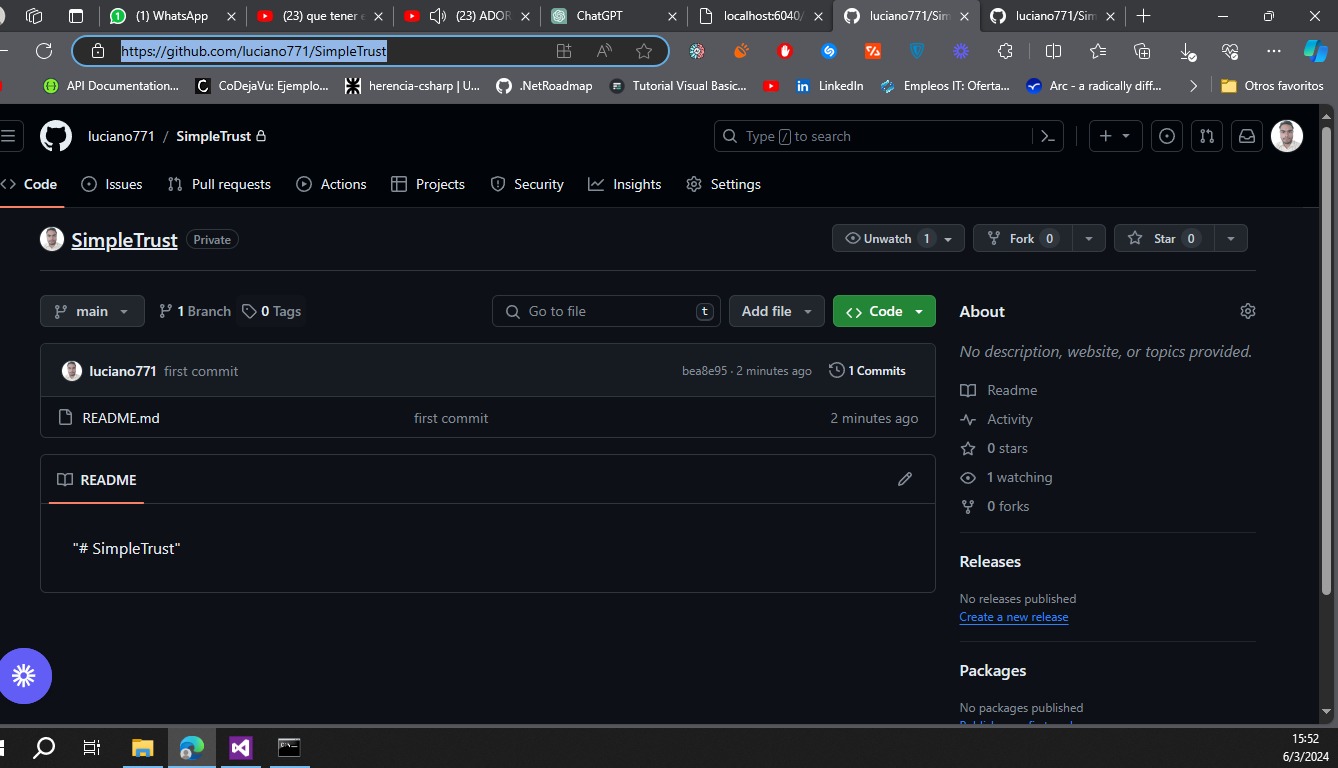 (1) WhatsApp
(23) que tener e
(23) ADOR
ChatGPT
localhost:6040/
luciano771/Sim
luciano771/Sim
https://github.com/luciano771/SimpleTrust
API Documentation...
CoDejaVu: Ejemplo...
herencia-csharp | U...
.NetRoadmap
Tutorial Visual Basic...
LinkedIn
Empleos IT: Oferta...
Arc - a radically diff...
Otros favoritos
luciano771 / SimpleTrust
Type / to search
Code
Issues
Pull requests
Actions
Projects
Security
Insights
Settings
SimpleTrust Private
Unwatch 1
Fork 0
Star 0
main
1 Branch
0 Tags
Go to file t
Add file
<> Code
luciano771 first commit
bea8e95 · 2 minutes ago
1 Commits
README.md first commit 2 minutes ago
README
"# SimpleTrust"
About
No description, website, or topics provided.
Readme
Activity
0 stars
1 watching
0 forks
Releases
No releases published
Create a new release
Packages
No packages published
15:52
6/3/2024